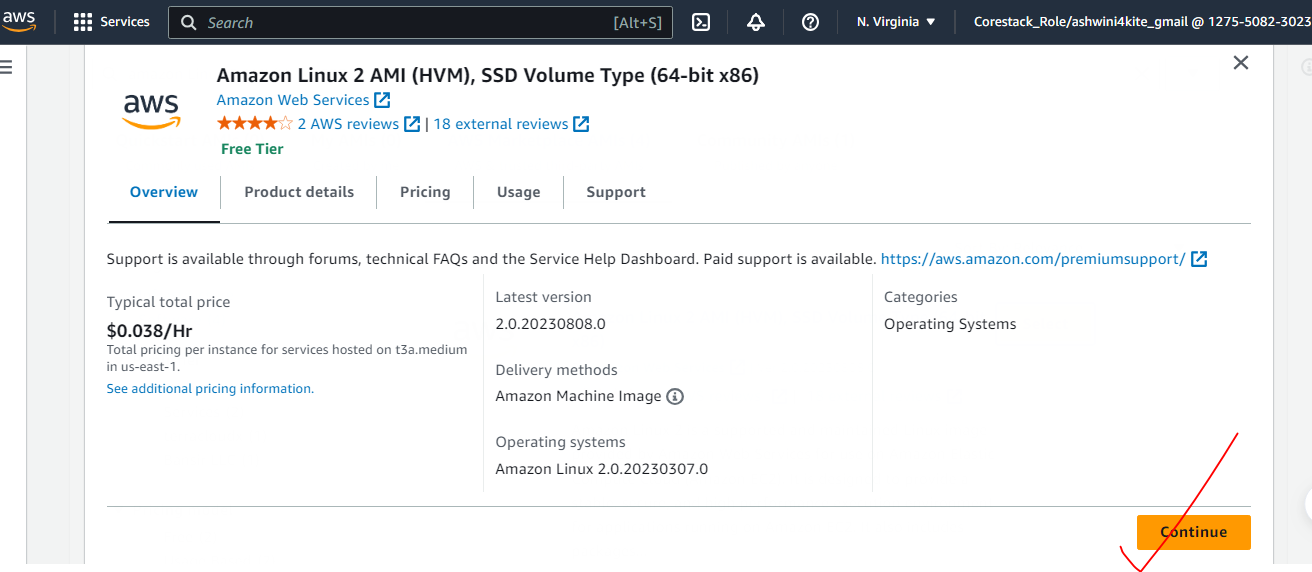 aws Services Search [Alt+S] N. Virginia Corestack_Role/ashwini4kite_gmail @ 1275-5082-3023
Amazon Linux 2 AMI (HVM), SSD Volume Type (64-bit x86)
aws
Amazon Web Services
2 AWS reviews | 18 external reviews
Free Tier
Overview Product details Pricing Usage Support
Support is available through forums, technical FAQs and the Service Help Dashboard. Paid support is available. https://aws.amazon.com/premiumsupport/
Typical total price
$0.038/Hr
Total pricing per instance for services hosted on t3a.medium
in us-east-1.
See additional pricing information.
Latest version
2.0.20230808.0
Delivery methods
Amazon Machine Image
Operating systems
Amazon Linux 2.0.20230307.0
Categories
Operating Systems
Continue